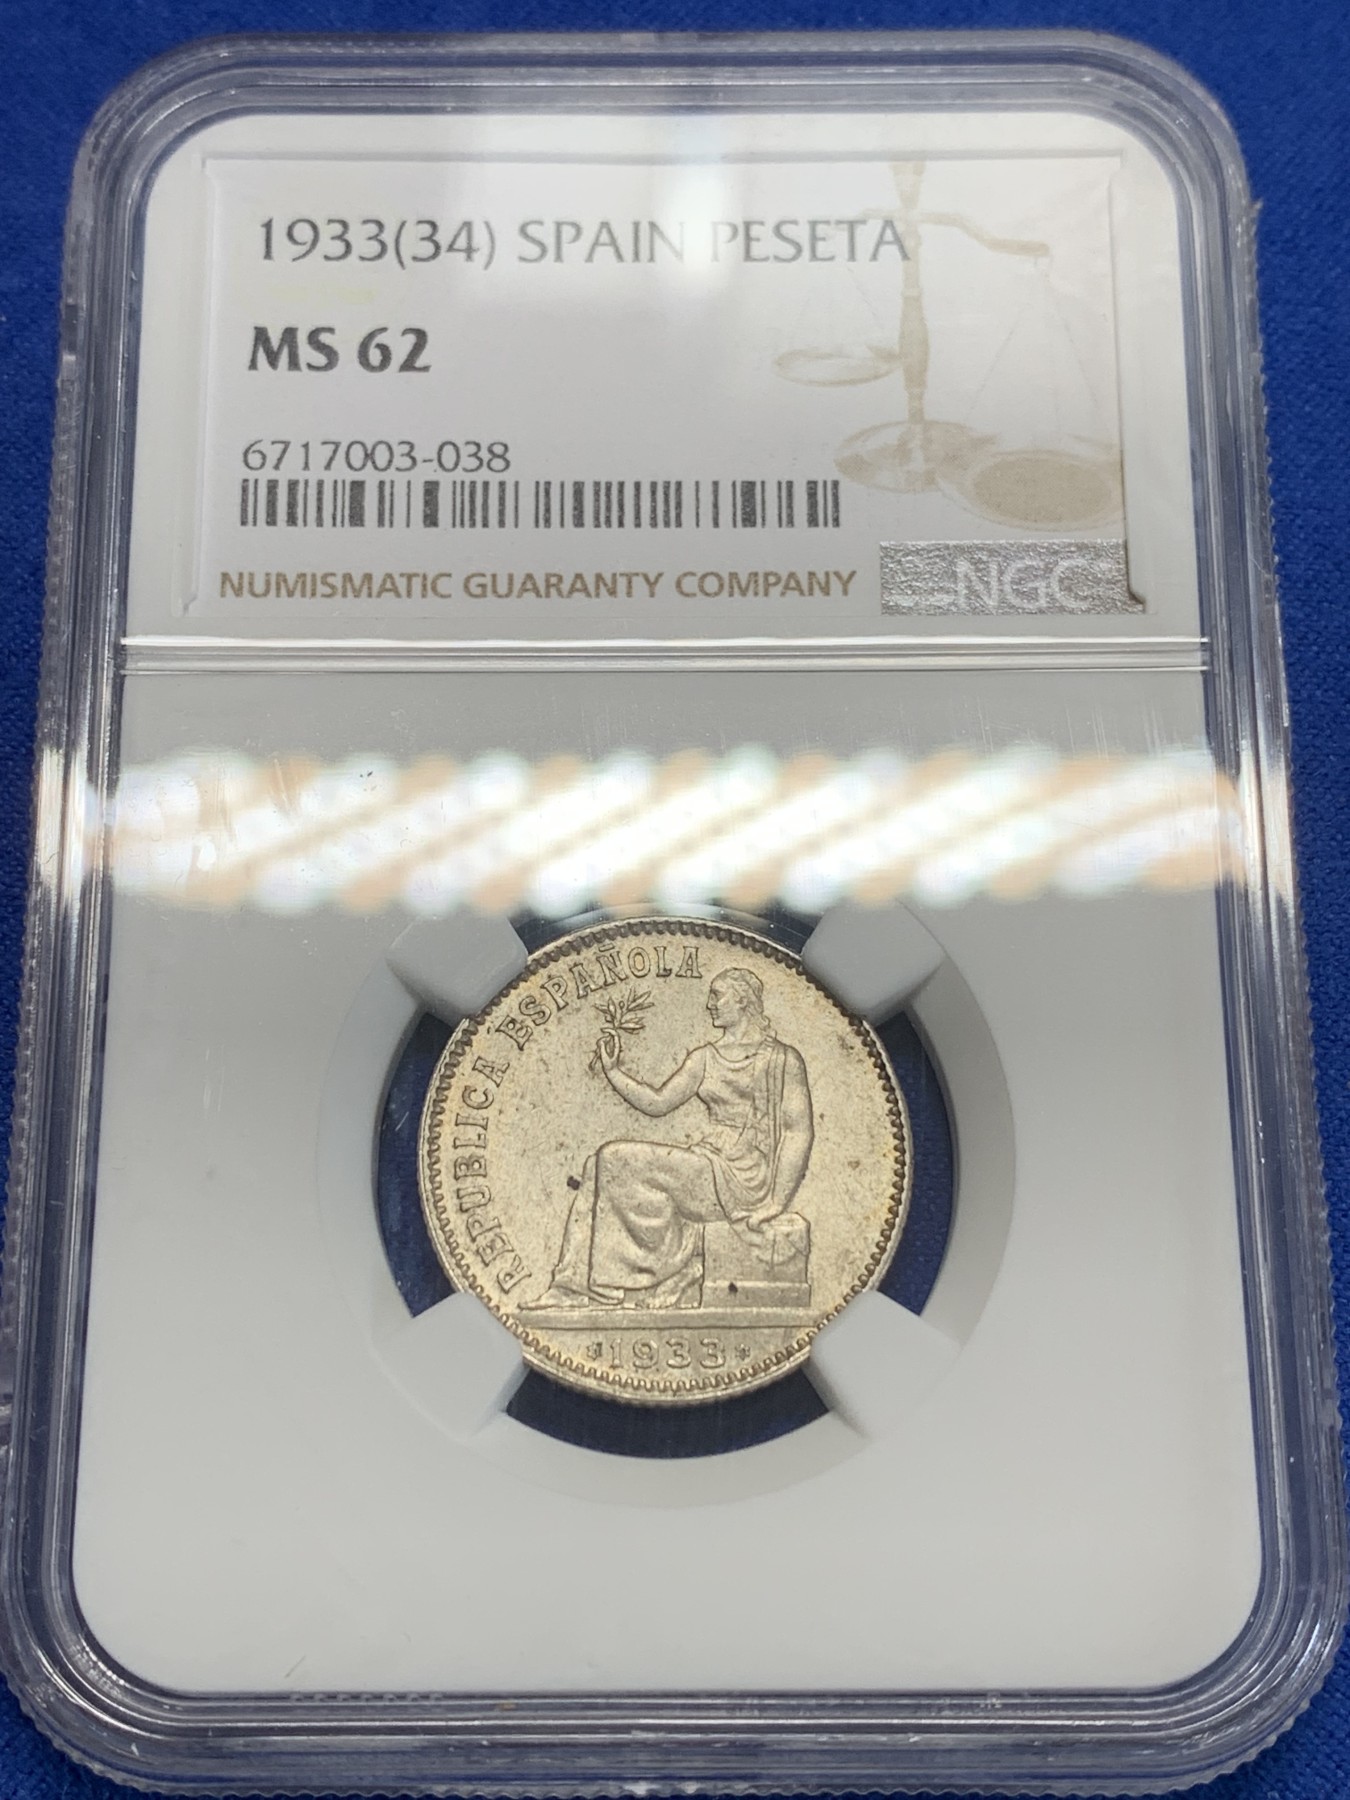 1933(34) SPAIN PESETA
MS 62
6717003-038
NUMISMATIC GUARANTY COMPANY
NGC
REPUBLICA ESPAÑOLA
*1933*